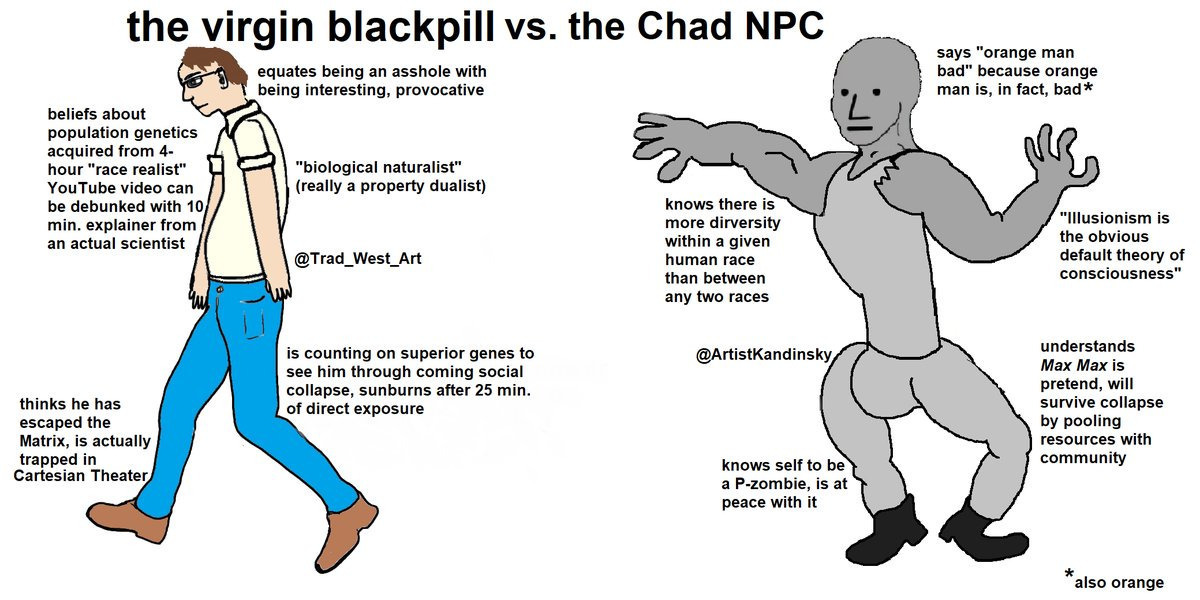 the virgin blackpill vs. the Chad NPC
equates being an asshole with
being interesting, provocative
beliefs about
population genetics
acquired from 4-
hour "race realist"
YouTube video can
be debunked with 10
min. explainer from
an actual scientist
"biological naturalist"
(really a property dualist)
@Trad_West_Art
is counting on superior genes to
see him through coming social
collapse, sunburns after 25 min.
of direct exposure
thinks he has
escaped the
Matrix, is actually
trapped in
Cartesian Theater
says "orange man
bad" because orange
man is, in fact, bad*
knows there is
more dirversity
within a given
human race
than between
any two races
"Illusionism is
the obvious
default theory of
consciousness"
@ArtistKandinsky
understands
Max Max is
pretend, will
survive collapse
by pooling
resources with
community
knows self to be
a P-zombie, is at
peace with it
*also orange